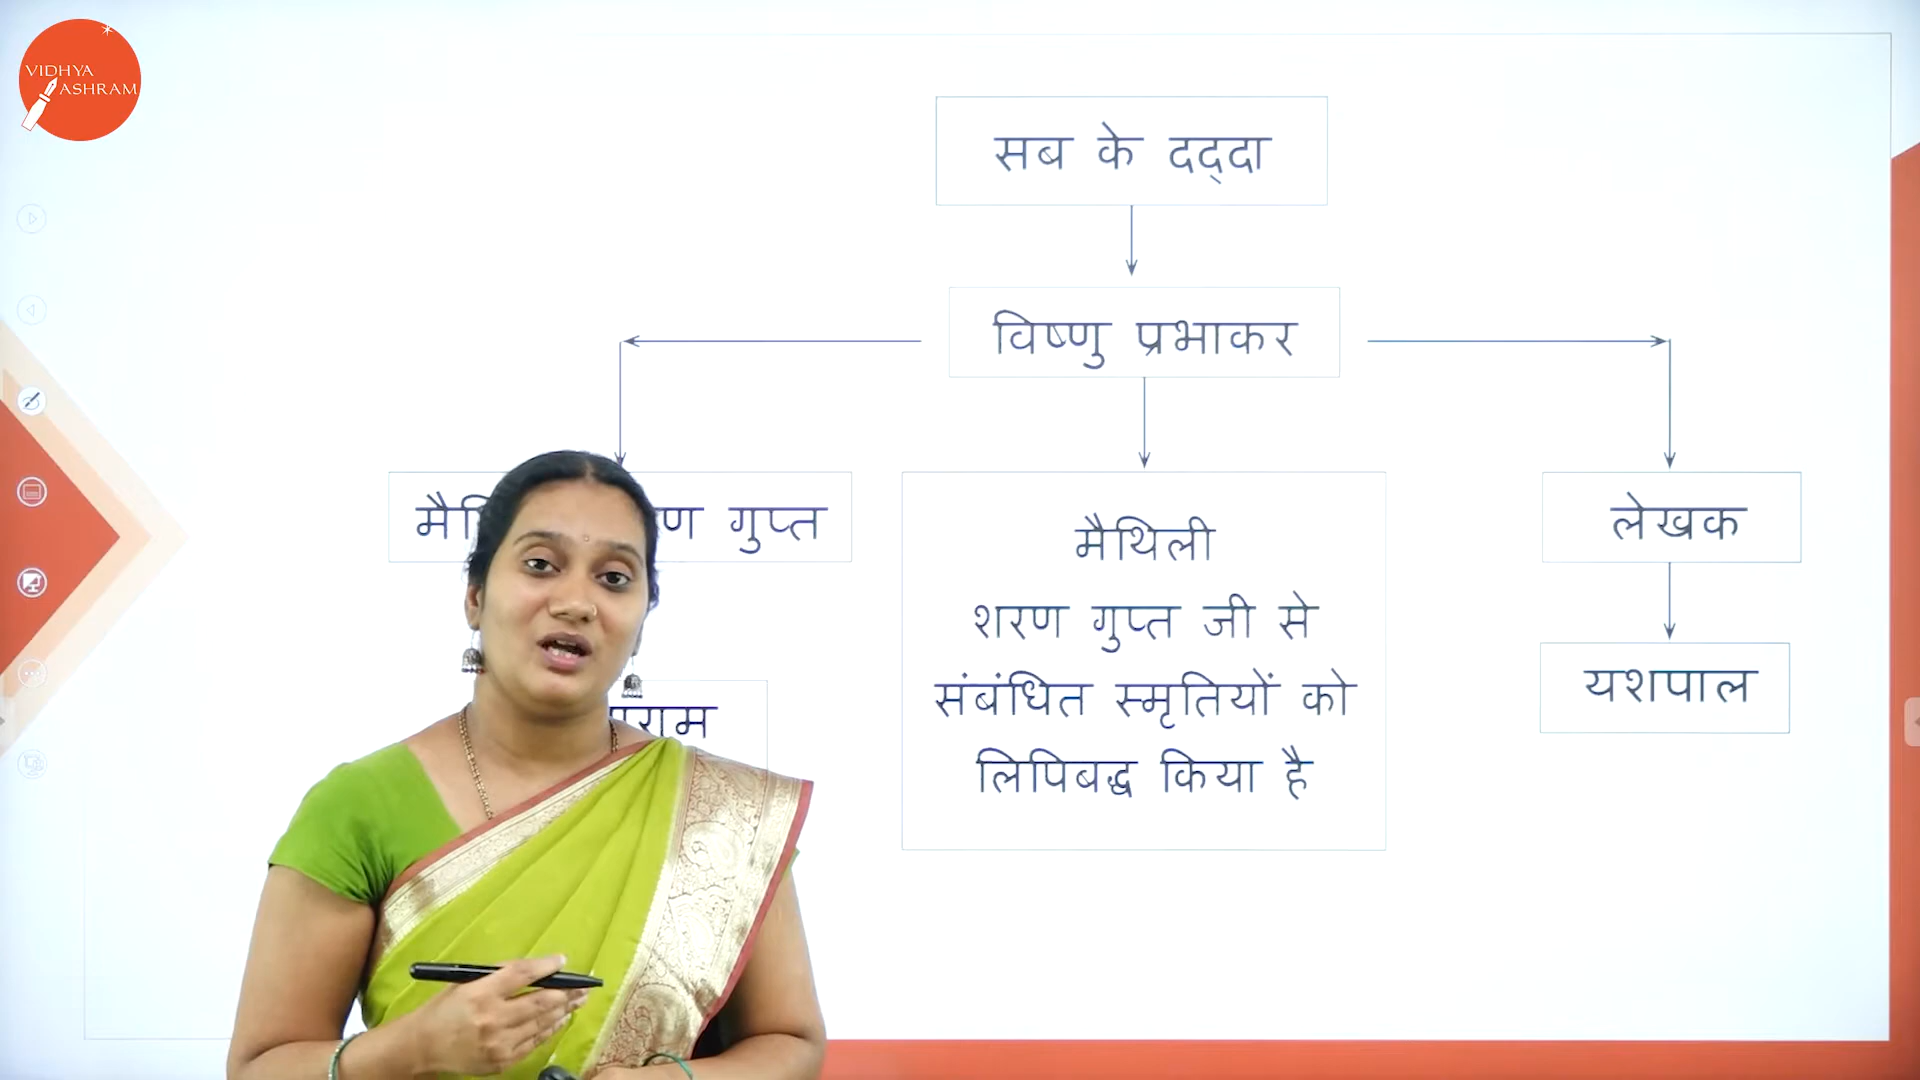 VIDHYA
ASHRAM
सब के दद्दा
विष्णु प्रभाकर
गुप्त
मैथिली
शरण गुप्त जी से
संबंधित स्मृतियों को
लिपिबद्ध किया है
लेखक
यशपाल